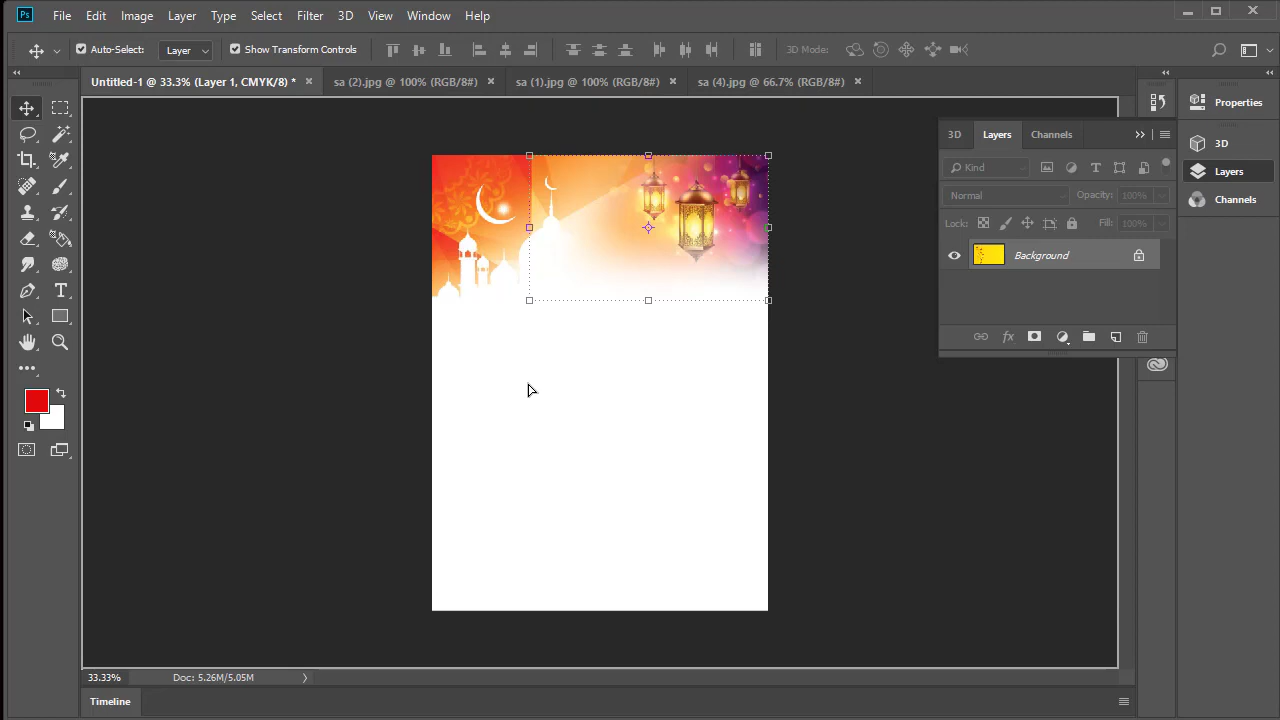 Ps File Edit Image Layer Type Select Filter 3D View Window Help
Auto-Select: Layer Show Transform Controls 3D Mode:
Untitled-1 @ 33.3% (Layer 1, CMYK/8) * sa (2).jpg @ 100% (RGB/8#) sa (1).jpg @ 100% (RGB/8#) sa (4).jpg @ 66.7% (RGB/8#)
Properties
3D
Layers
Channels
3D Layers Channels
Kind
Normal Opacity: 100%
Lock: Fill: 100%
Background
33.33% Doc: 5.26M/5.05M
Timeline